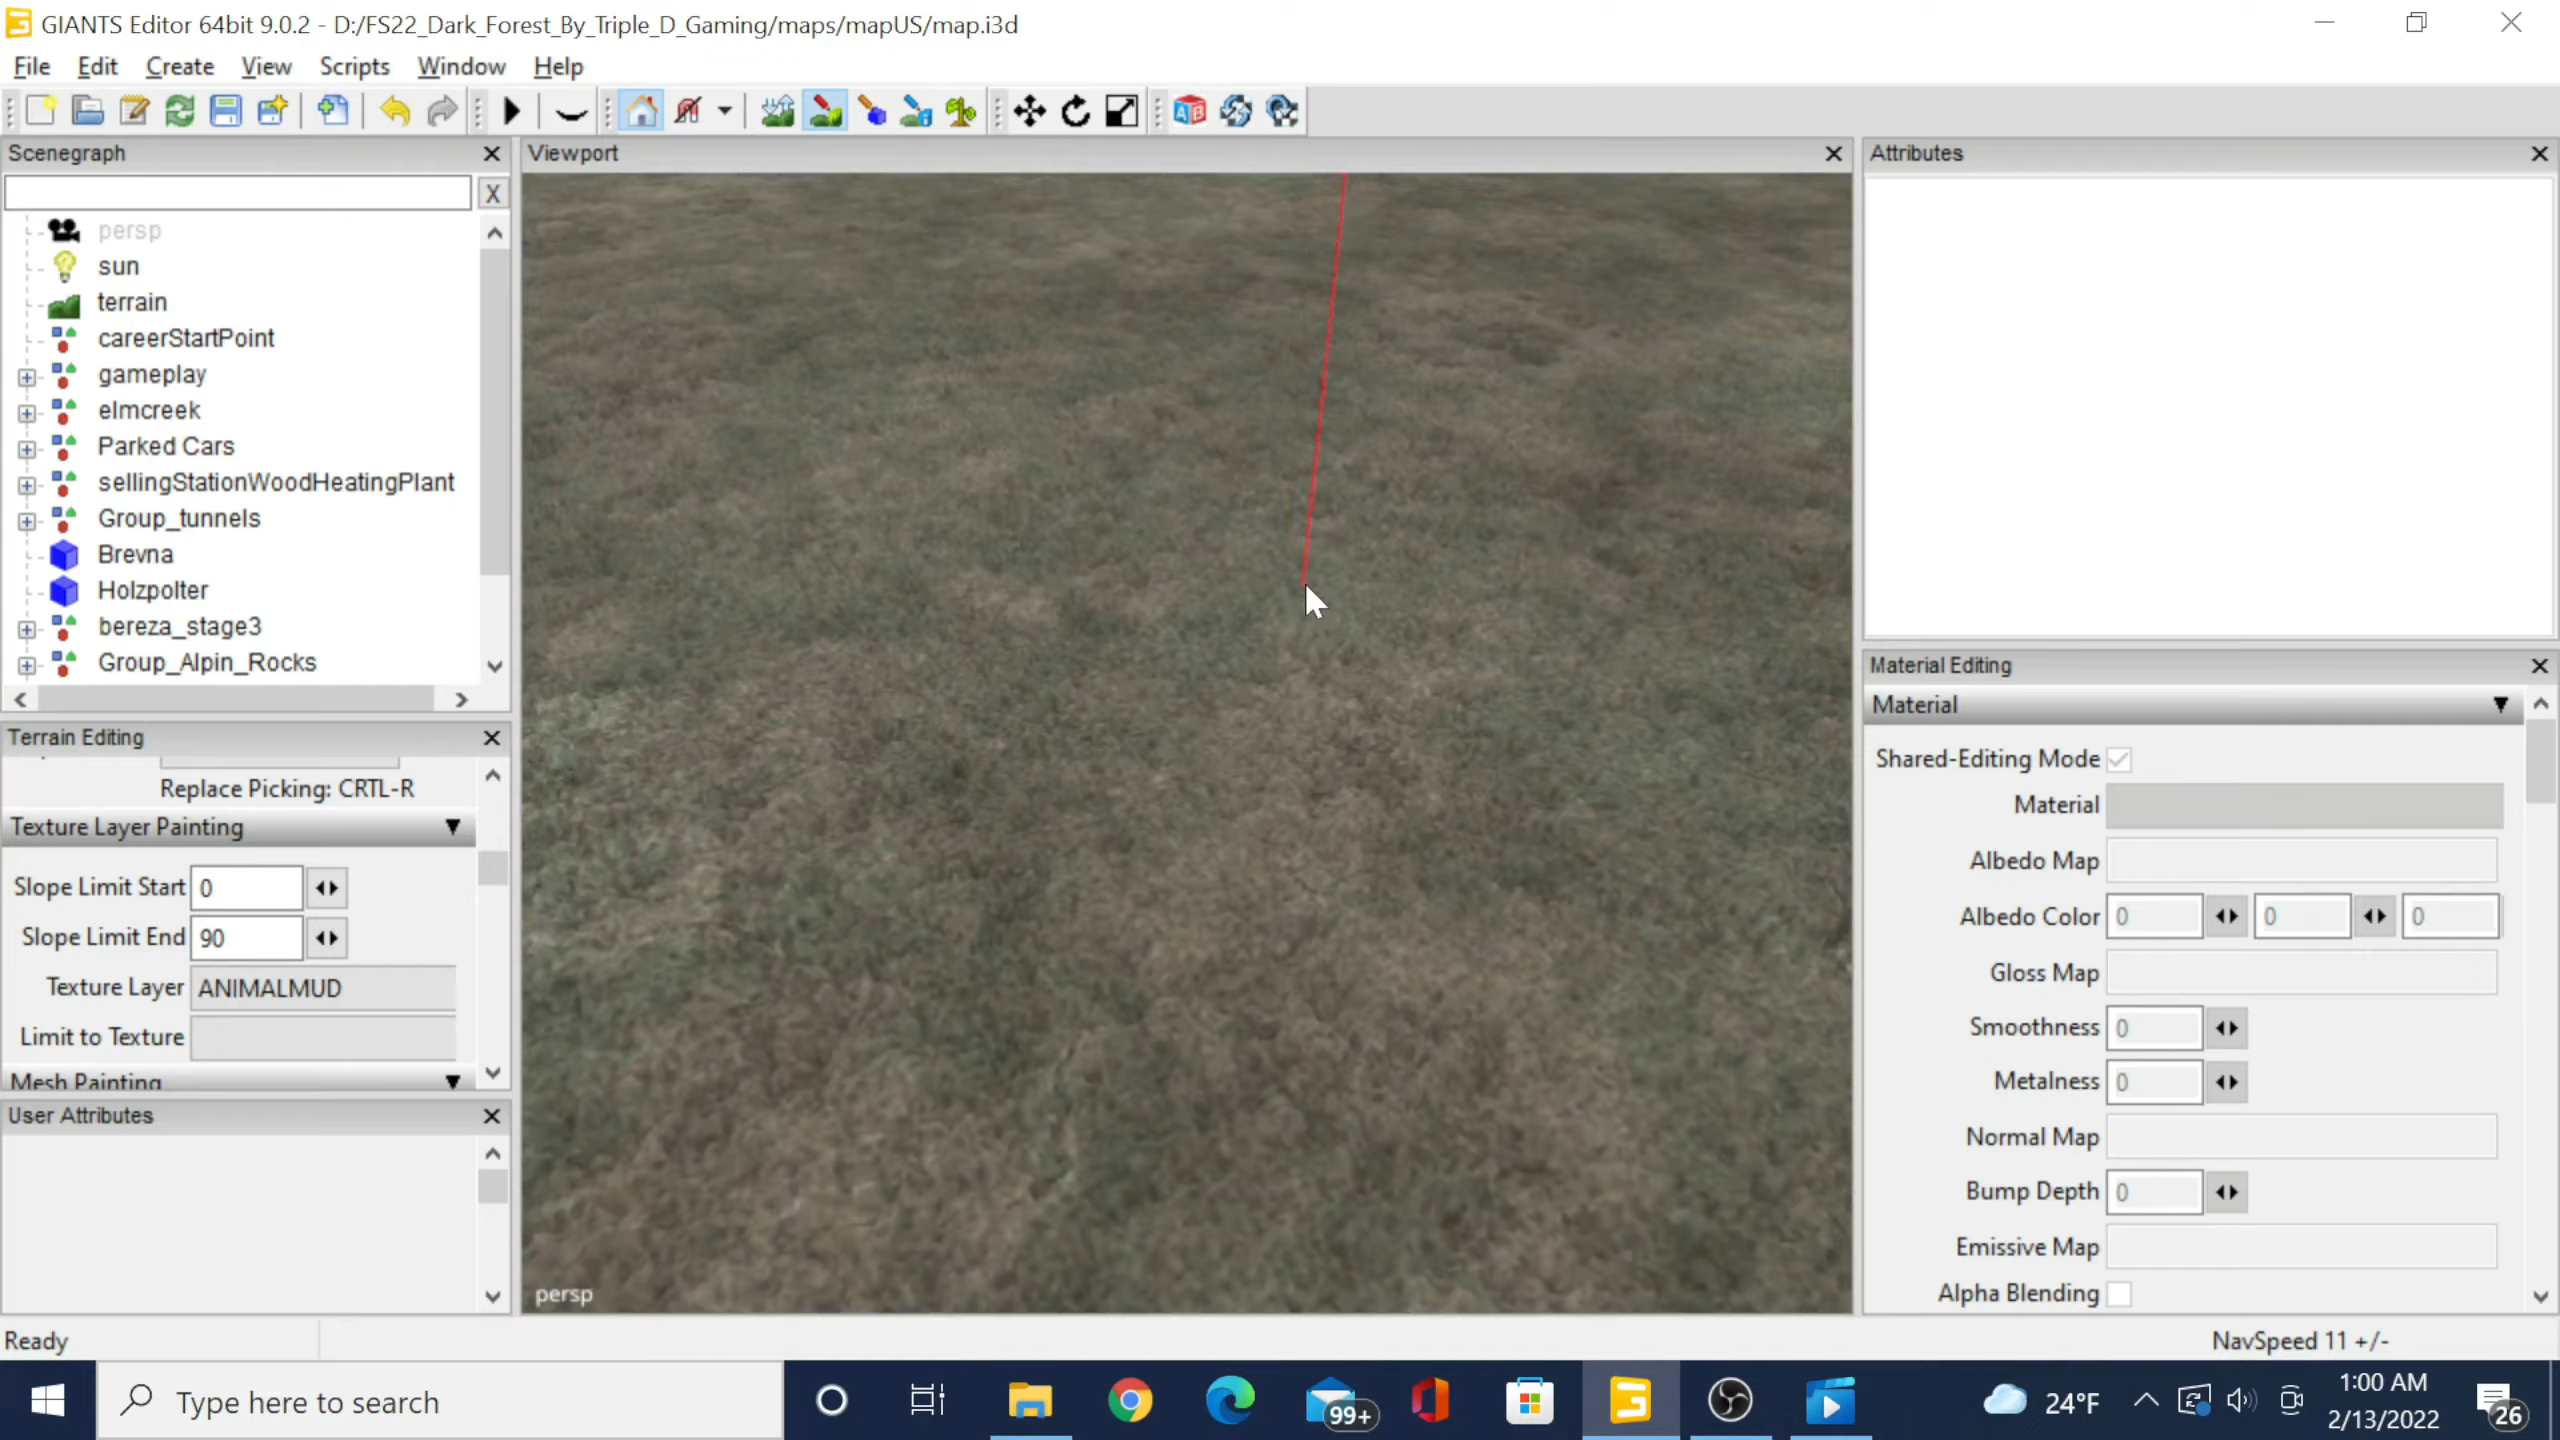 GIANTS Editor 64bit 9.0.2 - D:/FS22_Dark_Forest_By_Triple_D_Gaming/maps/mapUS/map.i3d
File Edit Create View Scripts Window Help
Scenegraph
X
persp
sun
terrain
careerStartPoint
gameplay
elmcreek
Parked Cars
sellingStationWoodHeatingPlant
Group_tunnels
Brevna
Holzpolter
bereza_stage3
Group_Alpin_Rocks
Terrain Editing
Replace Picking: CRTL-R
Texture Layer Painting
Slope Limit Start 0
Slope Limit End 90
Texture Layer ANIMALMUD
Limit to Texture
Mesh Painting
User Attributes
Viewport
persp
Attributes
Material Editing
Material
Shared-Editing Mode
Material
Albedo Map
Albedo Color 0 0 0
Gloss Map
Smoothness 0
Metalness 0
Normal Map
Bump Depth 0
Emissive Map
Alpha Blending
Ready
NavSpeed 11 +/-
Type here to search
99+
24°F
1:00 AM
2/13/2022
26